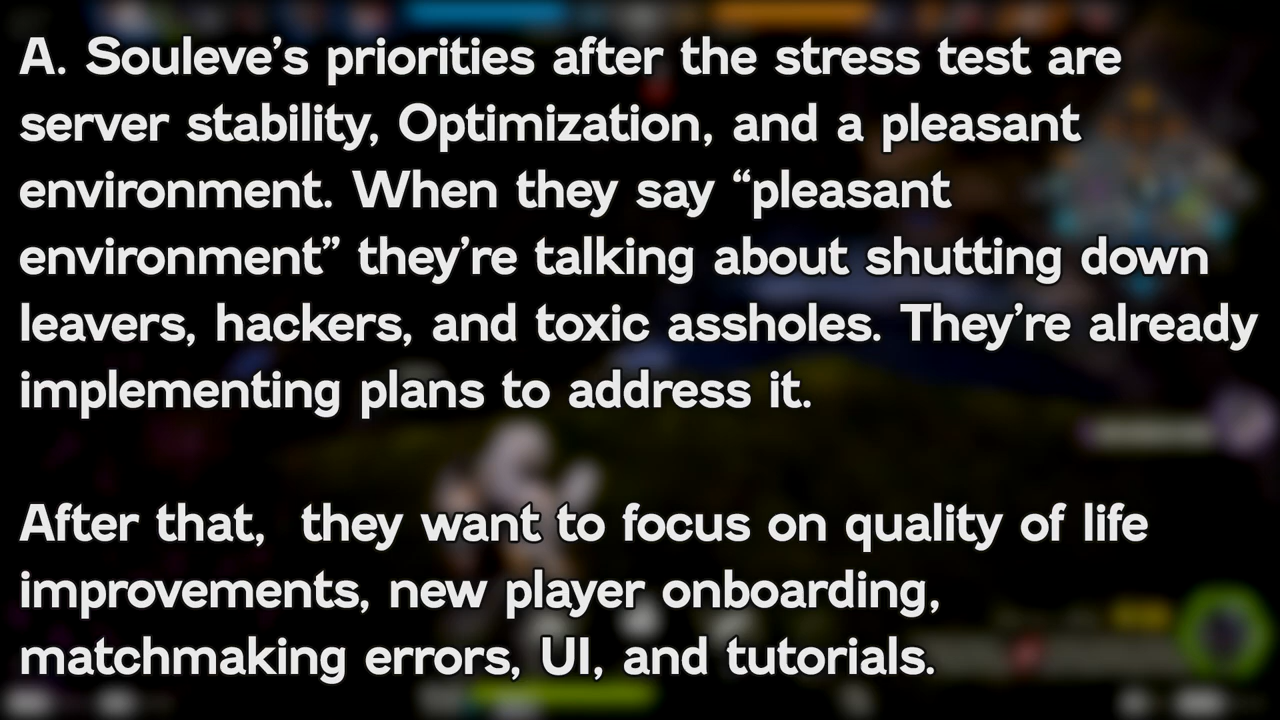 A. Souleve’s priorities after the stress test are
server stability, Optimization, and a pleasant
environment. When they say “pleasant
environment” they’re talking about shutting down
leavers, hackers, and toxic assholes. They’re already
implementing plans to address it.
After that,  they want to focus on quality of life
improvements, new player onboarding,
matchmaking errors, UI, and tutorials.